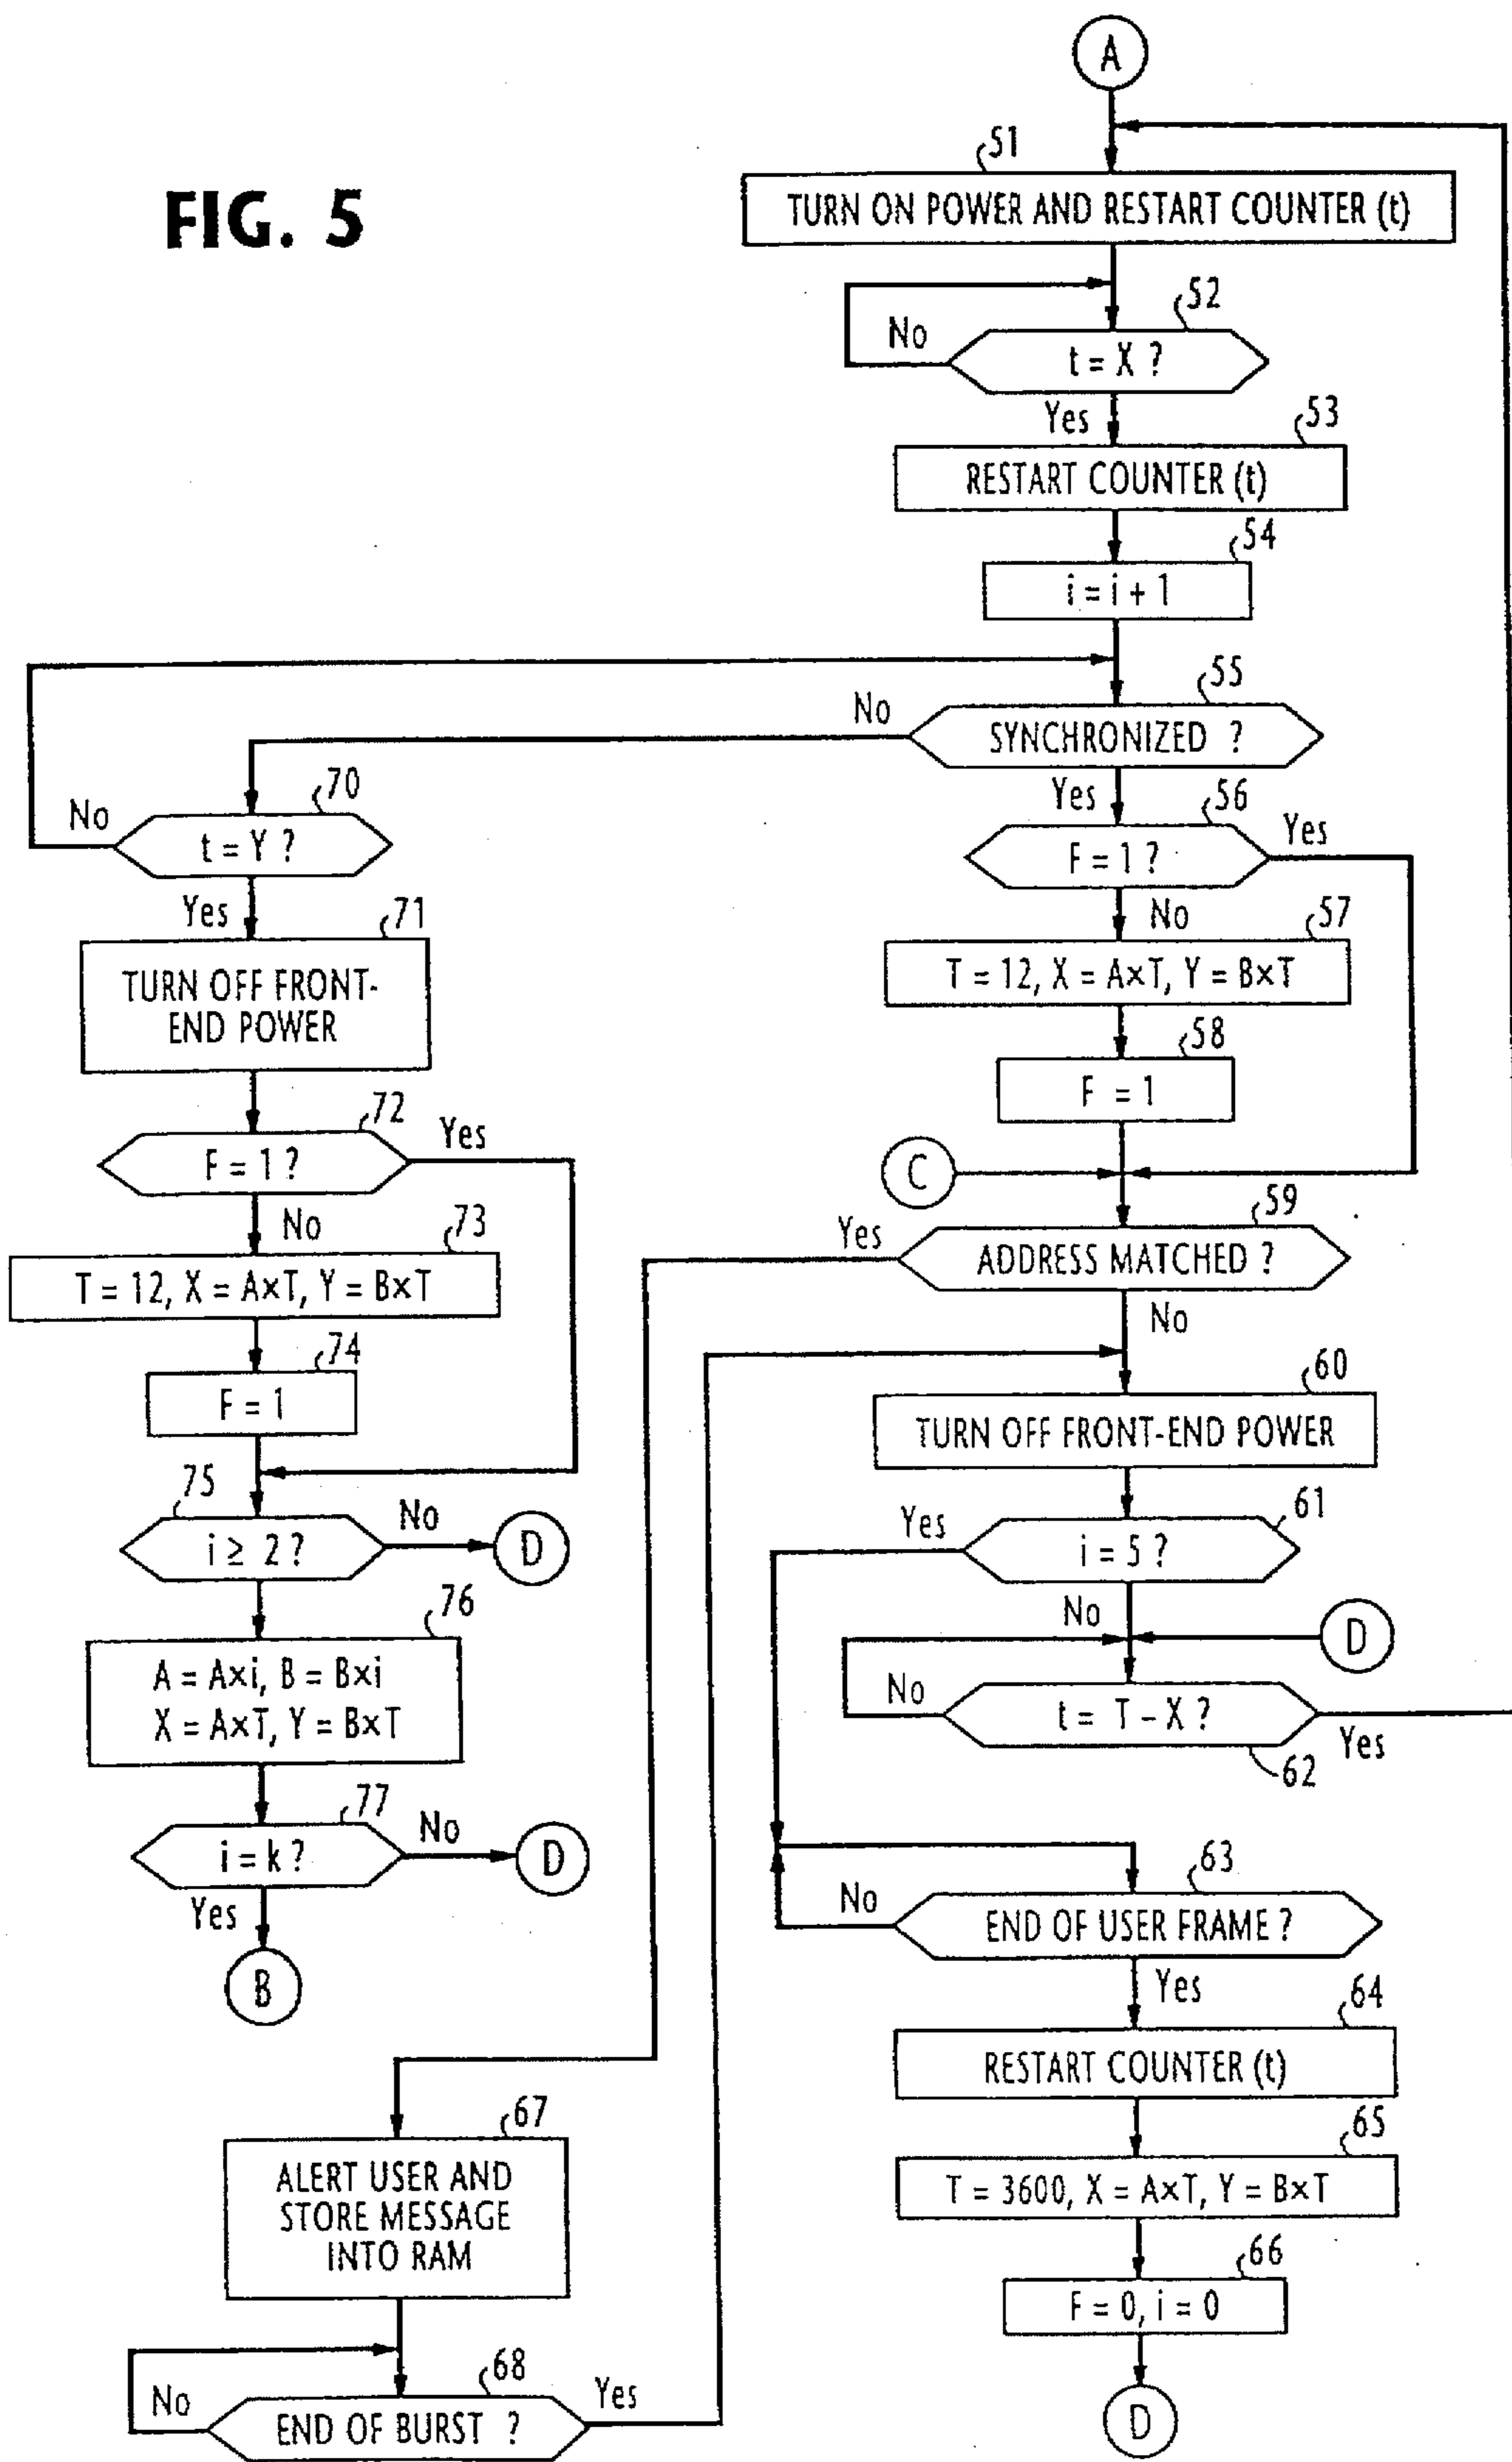 FIG. 5
A
51
TURN ON POWER AND RESTART COUNTER (t)
52
No
t = X ?
Yes
53
RESTART COUNTER (t)
54
i = i + 1
55
No
SYNCHRONIZED ?
Yes
56
F = 1 ?
Yes
No
57
T = 12, X = A×T, Y = B×T
58
F = 1
C
59
Yes
ADDRESS MATCHED ?
No
60
TURN OFF FRONT-END POWER
61
Yes
i = 5 ?
No
D
No
t = T – X ?
Yes
62
63
No
END OF USER FRAME ?
Yes
64
RESTART COUNTER (t)
65
T = 3600, X = A×T, Y = B×T
66
F = 0, i = 0
D
70
No
t = Y ?
Yes
71
TURN OFF FRONT-
END POWER
72
Yes
F = 1 ?
No
73
T = 12, X = A×T, Y = B×T
74
F = 1
75
No
i ≥ 2 ?
D
76
A = A×i, B = B×i
X = A×T, Y = B×T
77
No
i = k ?
D
Yes
B
67
ALERT USER AND
STORE MESSAGE
INTO RAM
68
No
END OF BURST ?
Yes